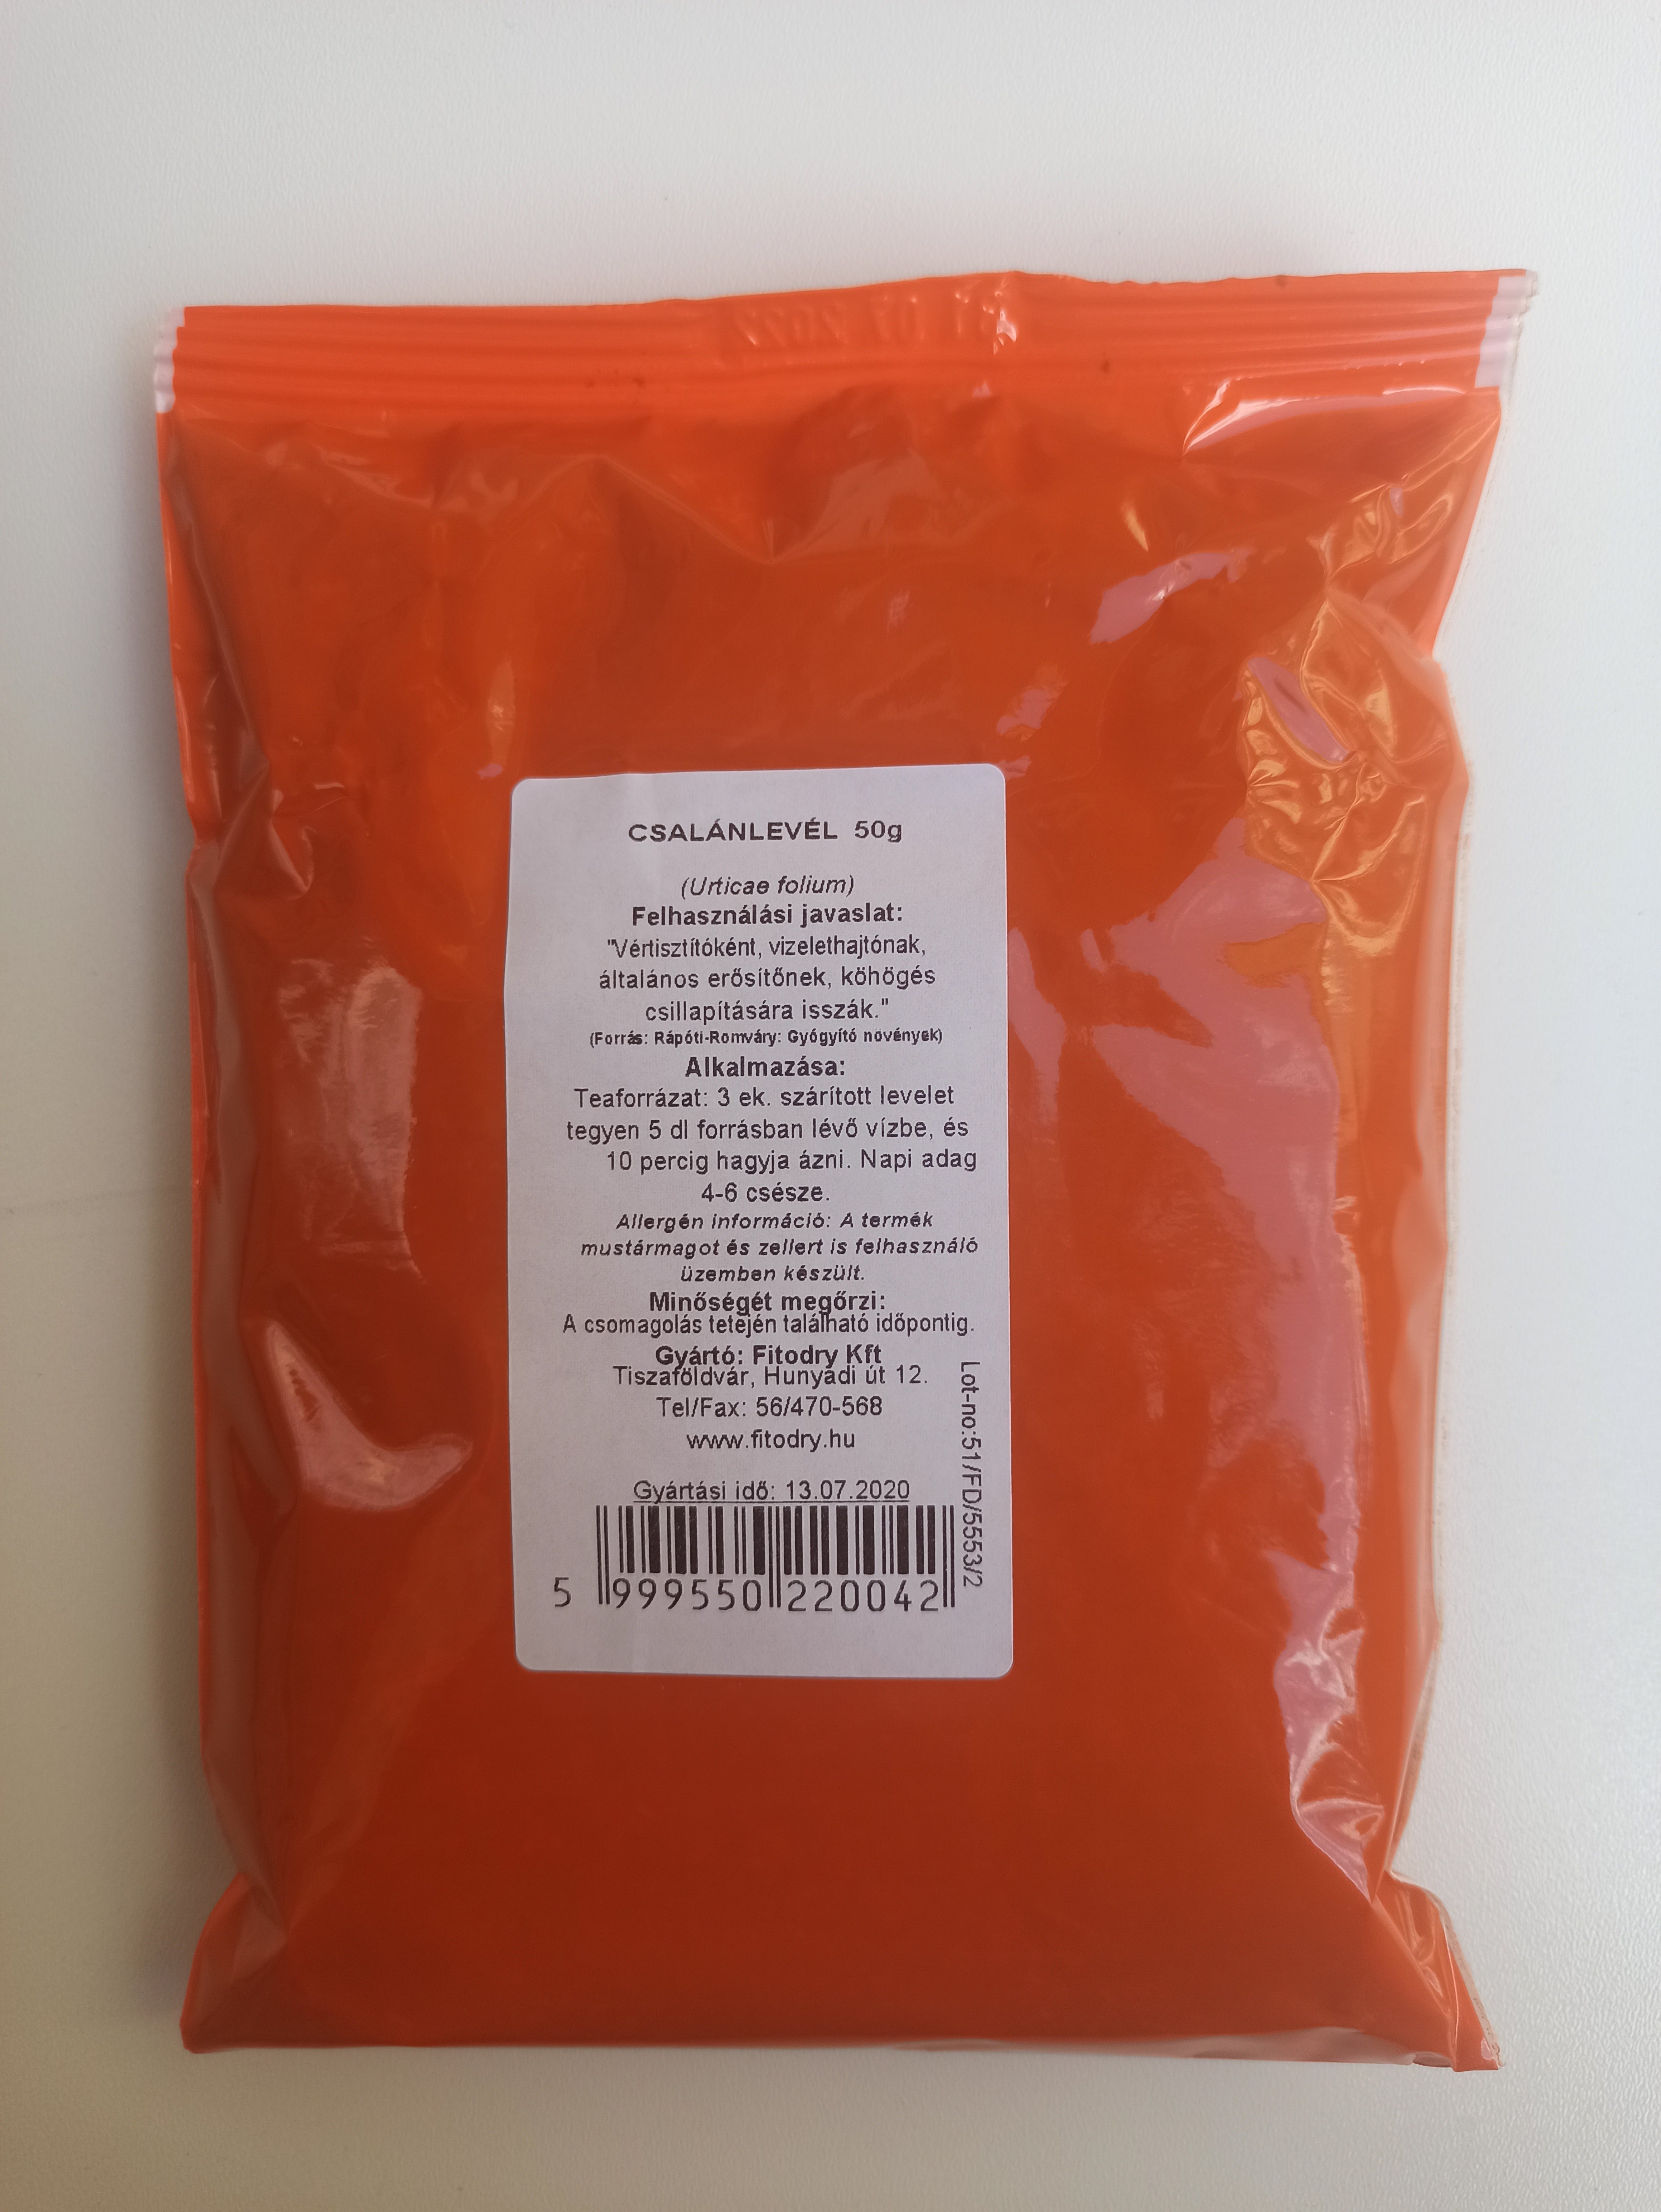 CSALÁNLEVÉL 50g
(Urticae folium)
Felhasználási javaslat:
"Vértisztítóként, vizelethajtónak,
általános erősítőnek, köhögés
csillapítására isszák."
(Forrás: Rápóti-Romváry: Gyógyító növények)
Alkalmazása:
Teaforrázat: 3 ek. szárított levelet
tegyen 5 dl forrásban lévő vízbe, és
10 percig hagyja ázni. Napi adag
4-6 csésze.
Allergén információ: A termék
mustármagot és zellert is felhasználó
üzemben készült.
Minőségét megőrzi:
A csomagolás tetején található időpontig.
Gyártó: Fitodry Kft
Tiszaföldvár, Hunyadi út 12.
Tel/Fax: 56/470-568
www.fitodry.hu
Gyártási idő: 13.07.2020
5 999550 220042
Lot-no:51/FD/5553/2